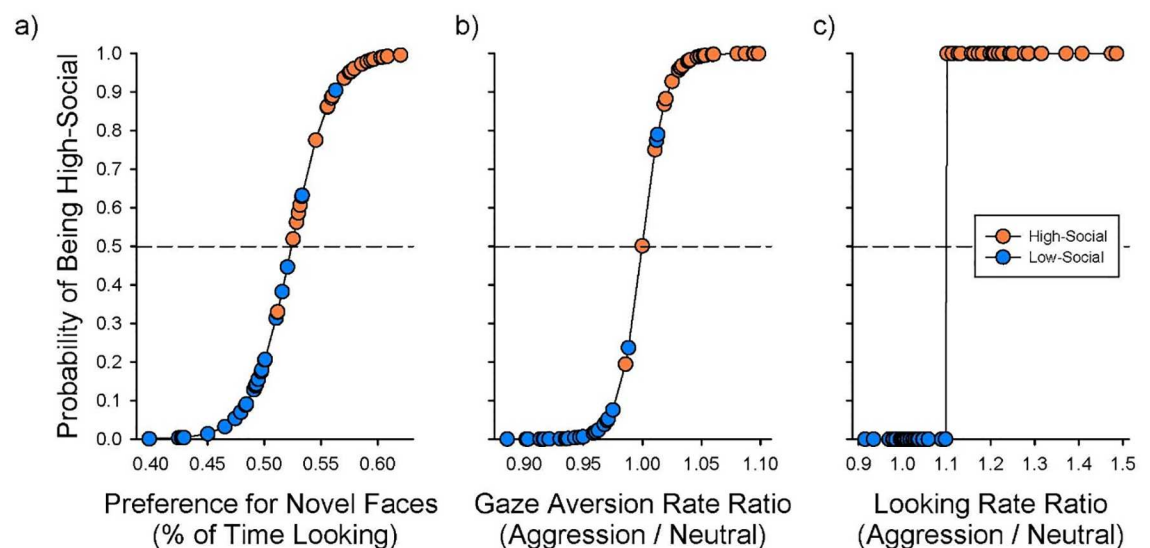 a)
b)
c)
Probability of Being High-Social
1.0
0.9
0.8
0.7
0.6
0.5
0.4
0.3
0.2
0.1
0.0
0.40 0.45 0.50 0.55 0.60
0.90 0.95 1.00 1.05 1.10
0.9 1.0 1.1 1.2 1.3 1.4 1.5
High-Social
Low-Social
Preference for Novel Faces
(% of Time Looking)
Gaze Aversion Rate Ratio
(Aggression / Neutral)
Looking Rate Ratio
(Aggression / Neutral)